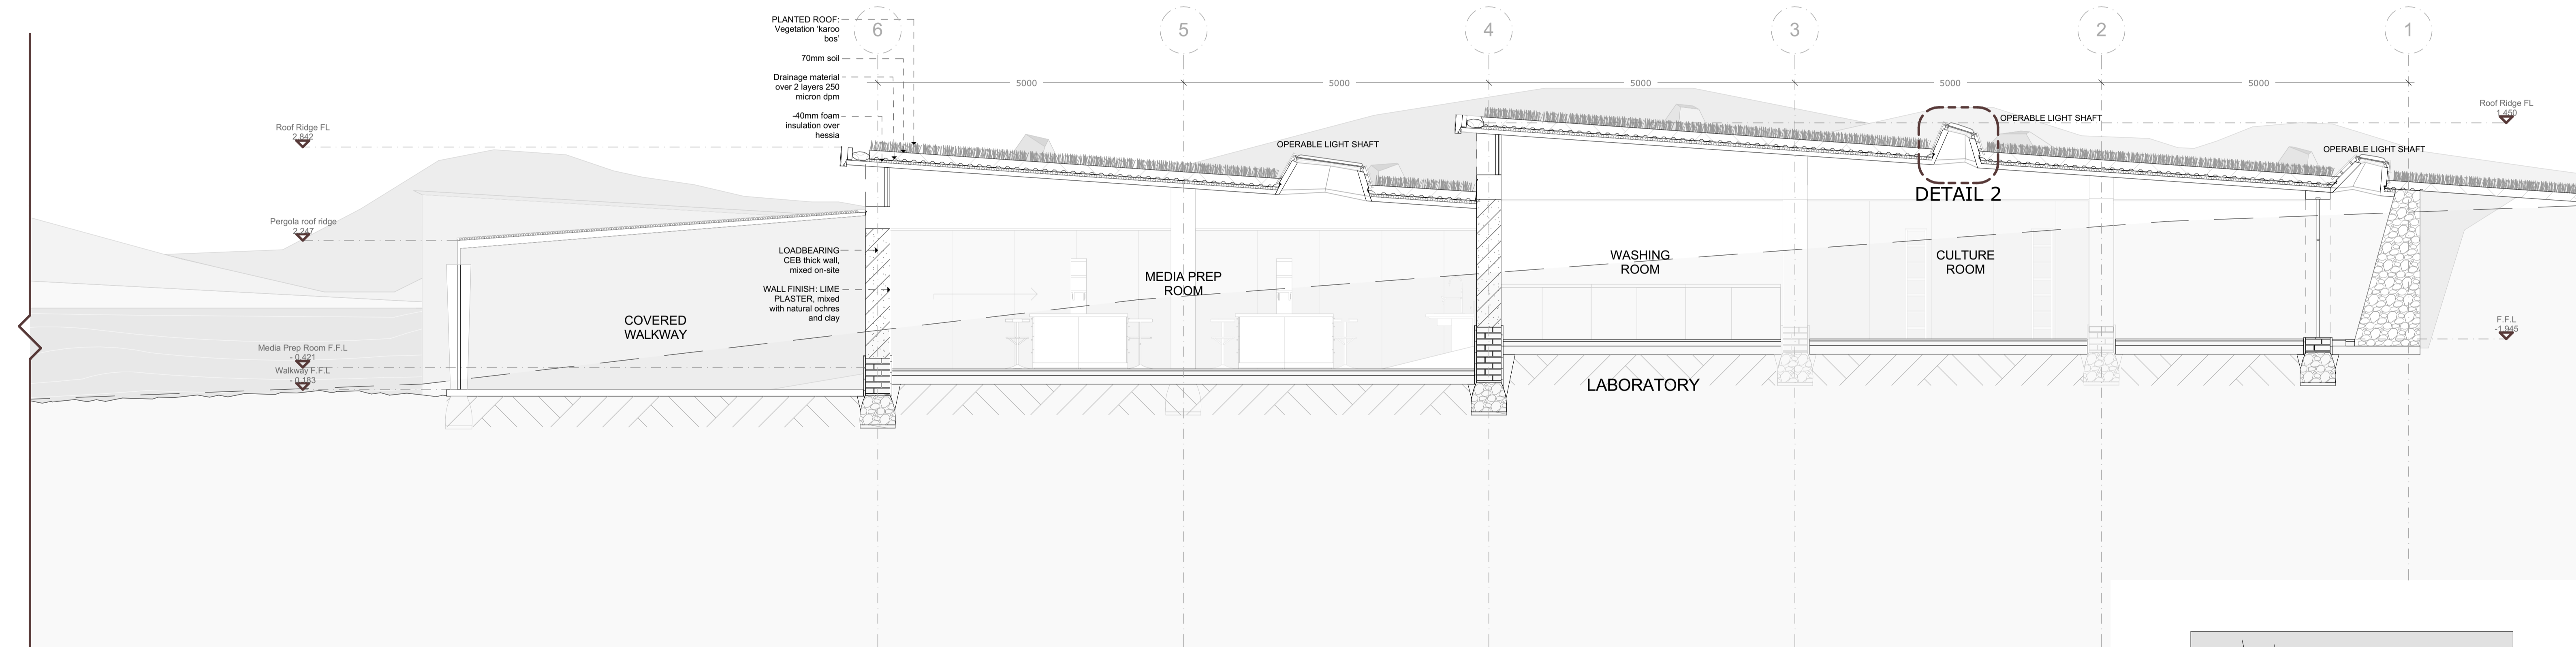 6
5
4
3
2
1
5000
5000
5000
5000
5000
PLANTED ROOF:
Vegetation 'karoo
bos'
70mm soil
Drainage material
over 2 layers 250
micron dpm
-40mm foam
insulation over
hessia
Roof Ridge FL
2.842
Pergola roof ridge
2.247
Media Prep Room F.F.L
- 0.421
Walkway F.F.L
- 0.183
LOADBEARING
CEB thick wall,
mixed on-site
WALL FINISH: LIME
PLASTER, mixed
with natural ochres
and clay
COVERED
WALKWAY
MEDIA PREP
ROOM
OPERABLE LIGHT SHAFT
WASHING
ROOM
CULTURE
ROOM
LABORATORY
DETAIL 2
OPERABLE LIGHT SHAFT
OPERABLE LIGHT SHAFT
Roof Ridge FL
1.450
F.F.L
-1.945